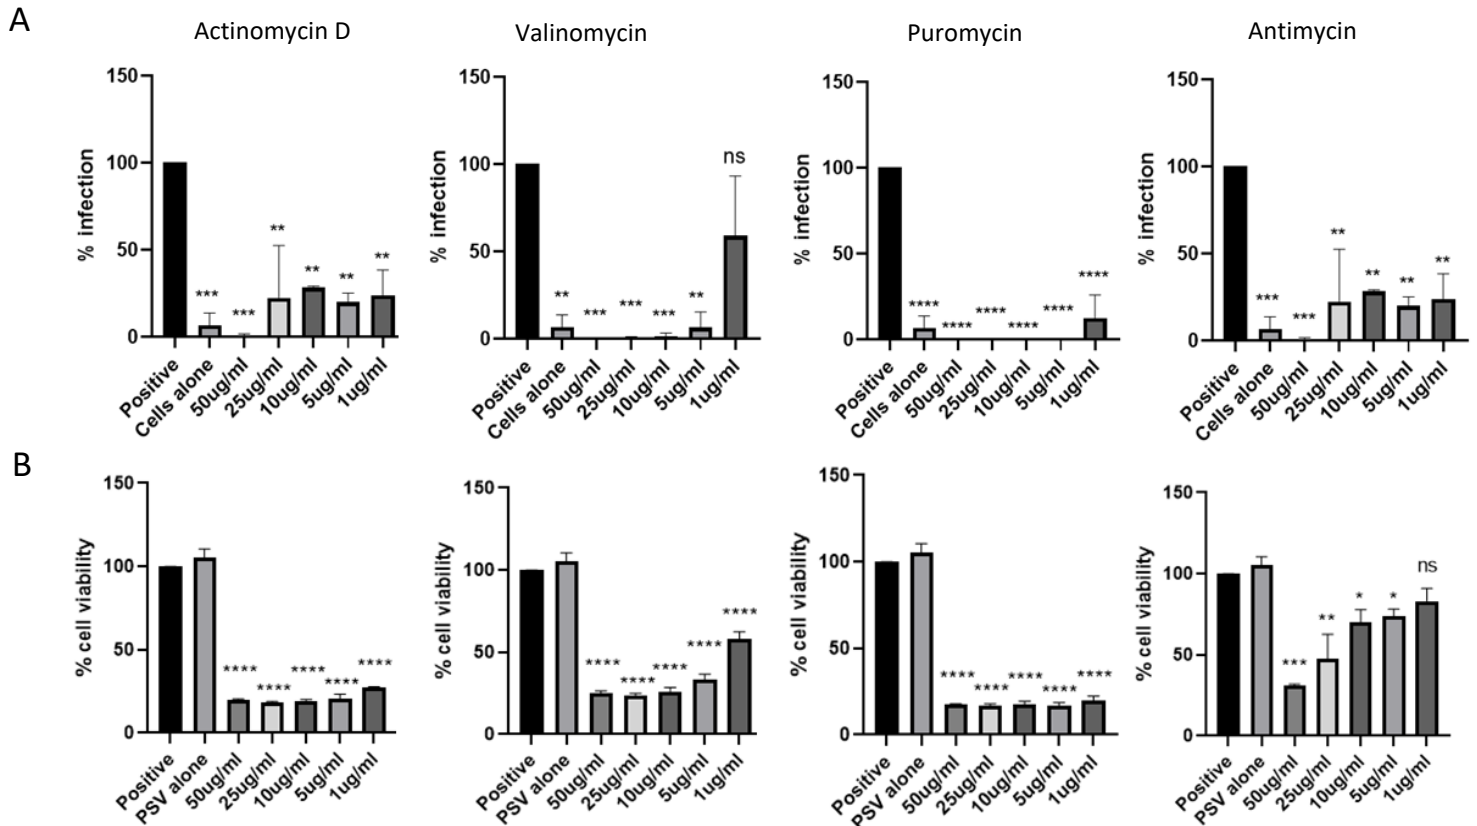 A
Actinomycin D
Valinomycin
Puromycin
Antimycin
% infection
150
100
50
0
***
***
**
**
**
**
Positive
Cells alone
50ug/ml
25ug/ml
10ug/ml
5ug/ml
1ug/ml
% infection
150
100
50
0
**
***
***
***
**
ns
Positive
Cells alone
50ug/ml
25ug/ml
10ug/ml
5ug/ml
1ug/ml
% infection
150
100
50
0
****
****
****
****
****
****
Positive
Cells alone
50ug/ml
25ug/ml
10ug/ml
5ug/ml
1ug/ml
% infection
150
100
50
0
***
***
**
**
**
**
Positive
Cells alone
50ug/ml
25ug/ml
10ug/ml
5ug/ml
1ug/ml
B
% cell viability
150
100
50
0
****
****
****
****
****
Positive
PSV alone
50ug/ml
25ug/ml
10ug/ml
5ug/ml
1ug/ml
% cell viability
150
100
50
0
****
****
****
****
****
Positive
PSV alone
50ug/ml
25ug/ml
10ug/ml
5ug/ml
1ug/ml
% cell viability
150
100
50
0
****
****
****
****
****
Positive
PSV alone
50ug/ml
25ug/ml
10ug/ml
5ug/ml
1ug/ml
% cell viability
150
100
50
0
***
**
*
*
ns
Positive
PSV alone
50ug/ml
25ug/ml
10ug/ml
5ug/ml
1ug/ml